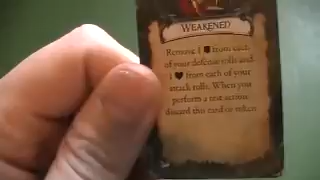 WEAKENED
Remove 1 from each
of your defense rolls and
1 from each of your
attack rolls. When you
perform a rest action,
discard this card or token